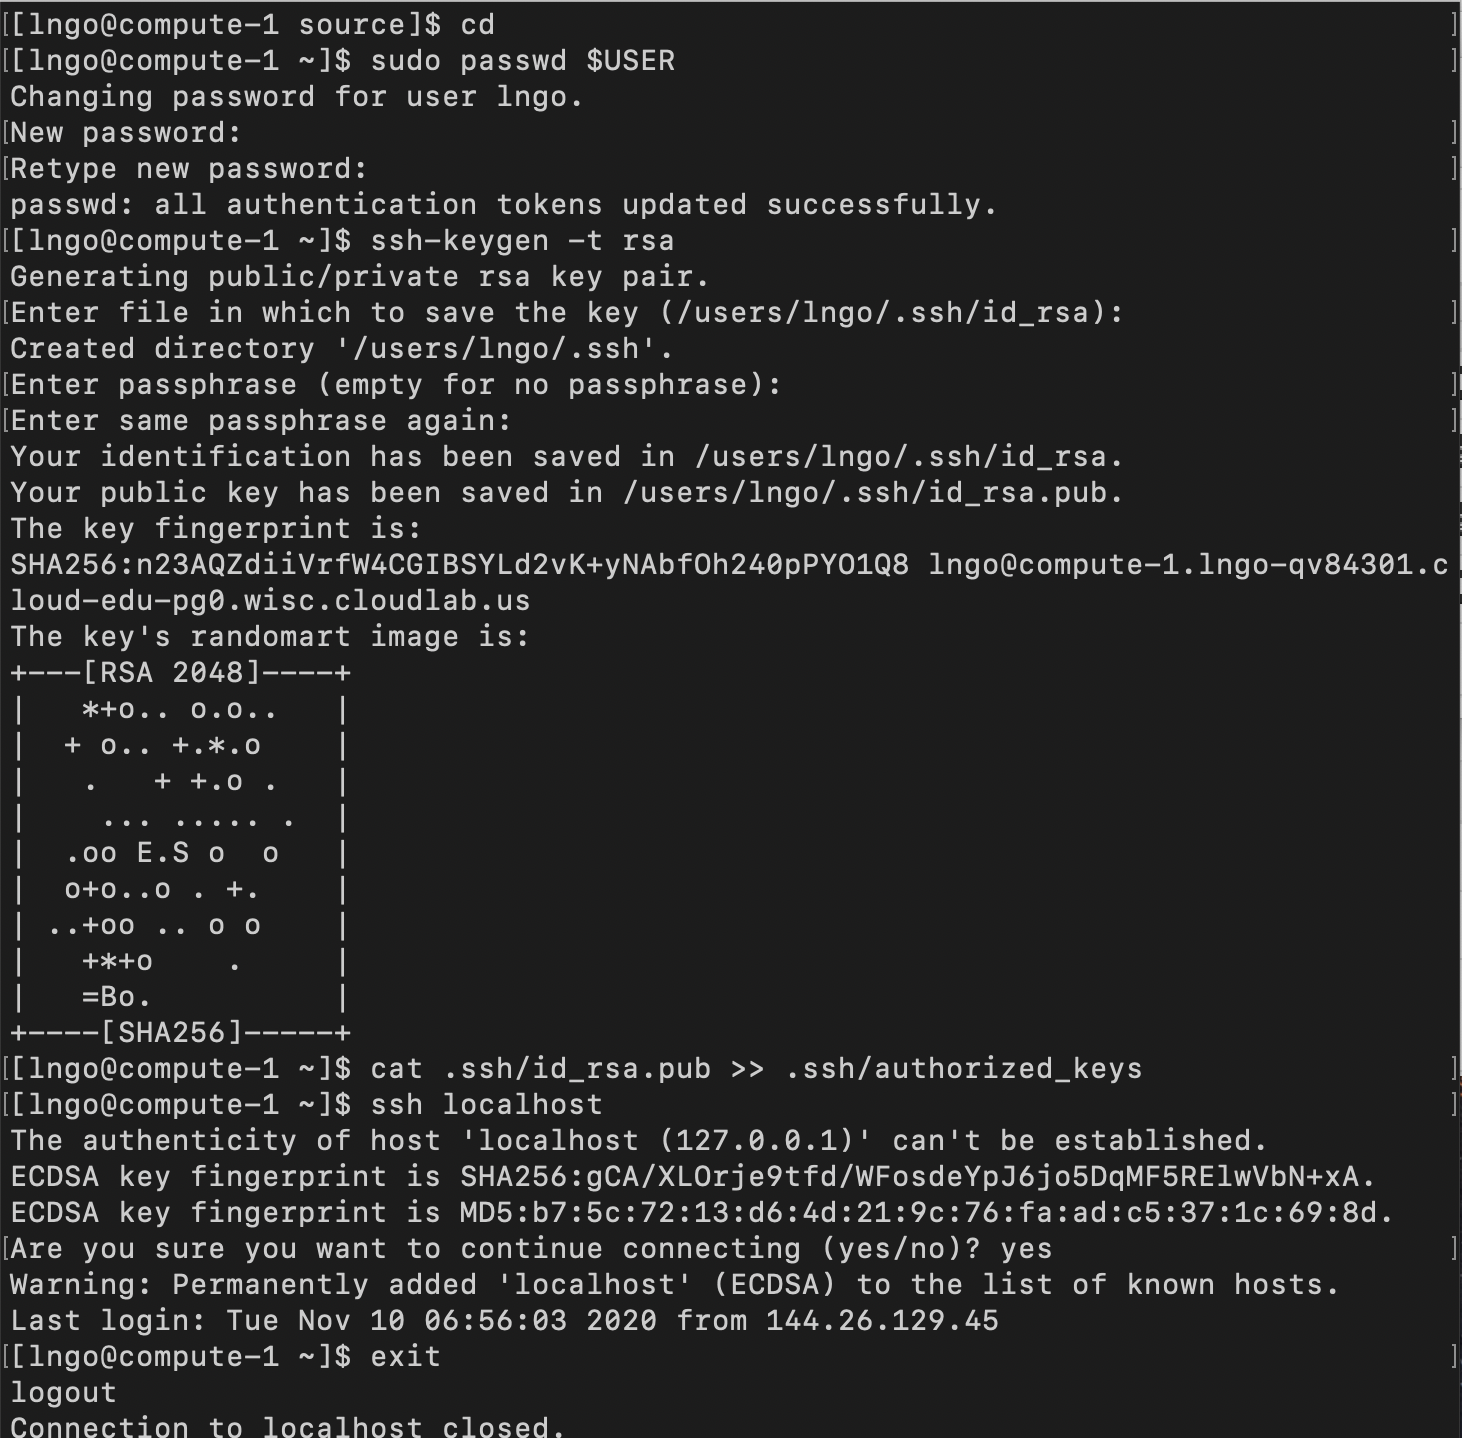 [[lngo@compute-1 source]$ cd ]
[[lngo@compute-1 ~]$ sudo passwd $USER ]
Changing password for user lngo.
[New password: ]
[Retype new password: ]
passwd: all authentication tokens updated successfully.
[[lngo@compute-1 ~]$ ssh-keygen -t rsa ]
Generating public/private rsa key pair.
[Enter file in which to save the key (/users/lngo/.ssh/id_rsa): ]
Created directory '/users/lngo/.ssh'.
[Enter passphrase (empty for no passphrase): ]
[Enter same passphrase again: ]
Your identification has been saved in /users/lngo/.ssh/id_rsa.
Your public key has been saved in /users/lngo/.ssh/id_rsa.pub.
The key fingerprint is:
SHA256:n23AQZdiiVrfW4CGIBSYLd2vK+yNAbfOh240pPYO1Q8 lngo@compute-1.lngo-qv84301.c
loud-edu-pg0.wisc.cloudlab.us
The key's randomart image is:
+---[RSA 2048]----+
|   *+o.. o.o..   |
|  + o.. +.*.o    |
|   .   + +.o .   |
|    ... ..... .  |
|  .oo E.S o  o   |
|  o+o..o . +.    |
| ..+oo .. o o    |
|   +*+o    .     |
|   =Bo.          |
+----[SHA256]-----+
[[lngo@compute-1 ~]$ cat .ssh/id_rsa.pub >> .ssh/authorized_keys ]
[[lngo@compute-1 ~]$ ssh localhost ]
The authenticity of host 'localhost (127.0.0.1)' can't be established.
ECDSA key fingerprint is SHA256:gCA/XLOrje9tfd/WFosdeYpJ6jo5DqMF5RElwVbN+xA.
ECDSA key fingerprint is MD5:b7:5c:72:13:d6:4d:21:9c:76:fa:ad:c5:37:1c:69:8d.
[Are you sure you want to continue connecting (yes/no)? yes ]
Warning: Permanently added 'localhost' (ECDSA) to the list of known hosts.
Last login: Tue Nov 10 06:56:03 2020 from 144.26.129.45
[[lngo@compute-1 ~]$ exit ]
logout
Connection to localhost closed.